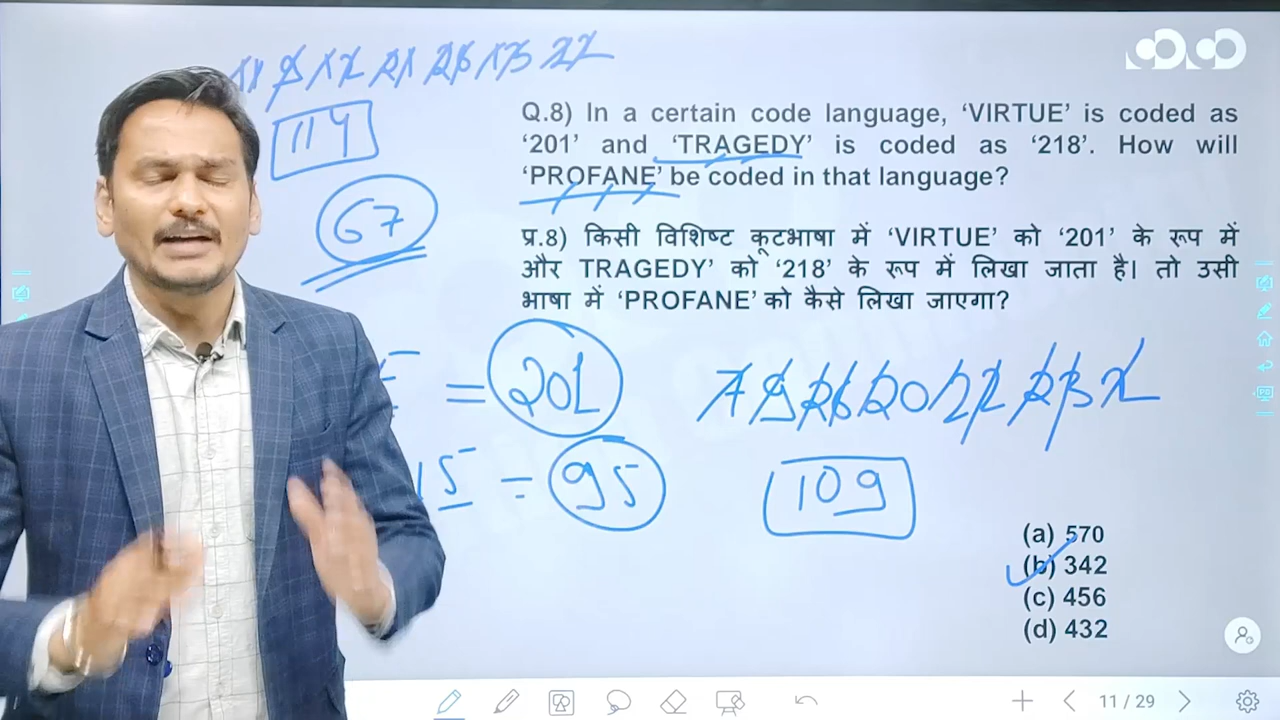 Q.8) In a certain code language, ‘VIRTUE’ is coded as
‘201’ and ‘TRAGEDY’ is coded as ‘218’. How will
‘PROFANE’ be coded in that language?
114
67
प्र.8) किसी विशिष्ट कूटभाषा में ‘VIRTUE’ को ‘201’ के रूप में
और TRAGEDY’ को ‘218’ के रूप में लिखा जाता है। तो उसी
भाषा में ‘PROFANE’ को कैसे लिखा जाएगा?
= 201
15 = 95
109
(a) 570
(b) 342
(c) 456
(d) 432
11 / 29